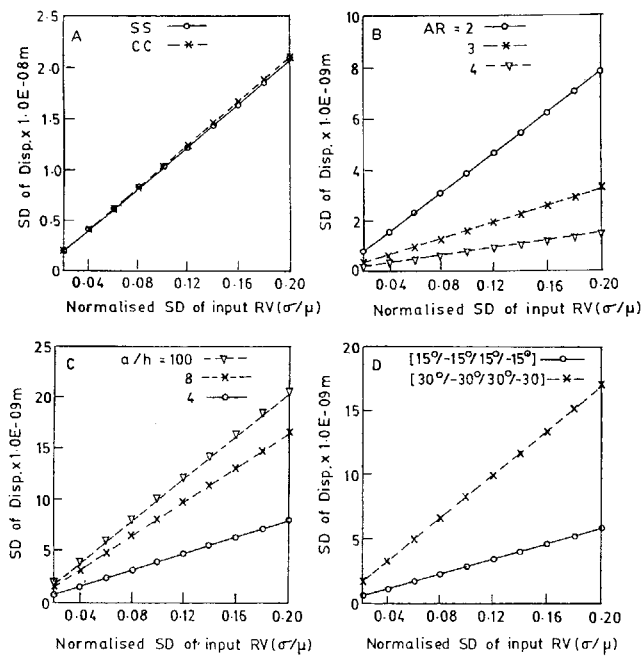 A
SS
CC
2·5
2·0
1·5
1·0
0·5
0
SD of Disp.x 1·0E-08m
0·04 0·08 0·12 0·16 0·20
Normalised SD of input RV(σ/μ)
B
AR = 2
3
4
10
8
6
4
2
0
SD of Disp. x 1·0E-09m
0·04 0·08 0·12 0·16 0·20
Normalised SD of input RV(σ/μ)
C
a/h = 100
8
4
25
20
15
10
5
0
SD of Disp. x1·0E-09m
0·04 0·08 0·12 0·16 0·20
Normalised SD of input RV(σ/μ)
D
[15°/-15°/15°/-15°]
[30°/-30°/30°/-30]
20
15
10
5
0
SD of Disp. x1·0E-09m
0·04 0·08 0·12 0·16 0·20
Normalised SD of input RV(σ/μ)